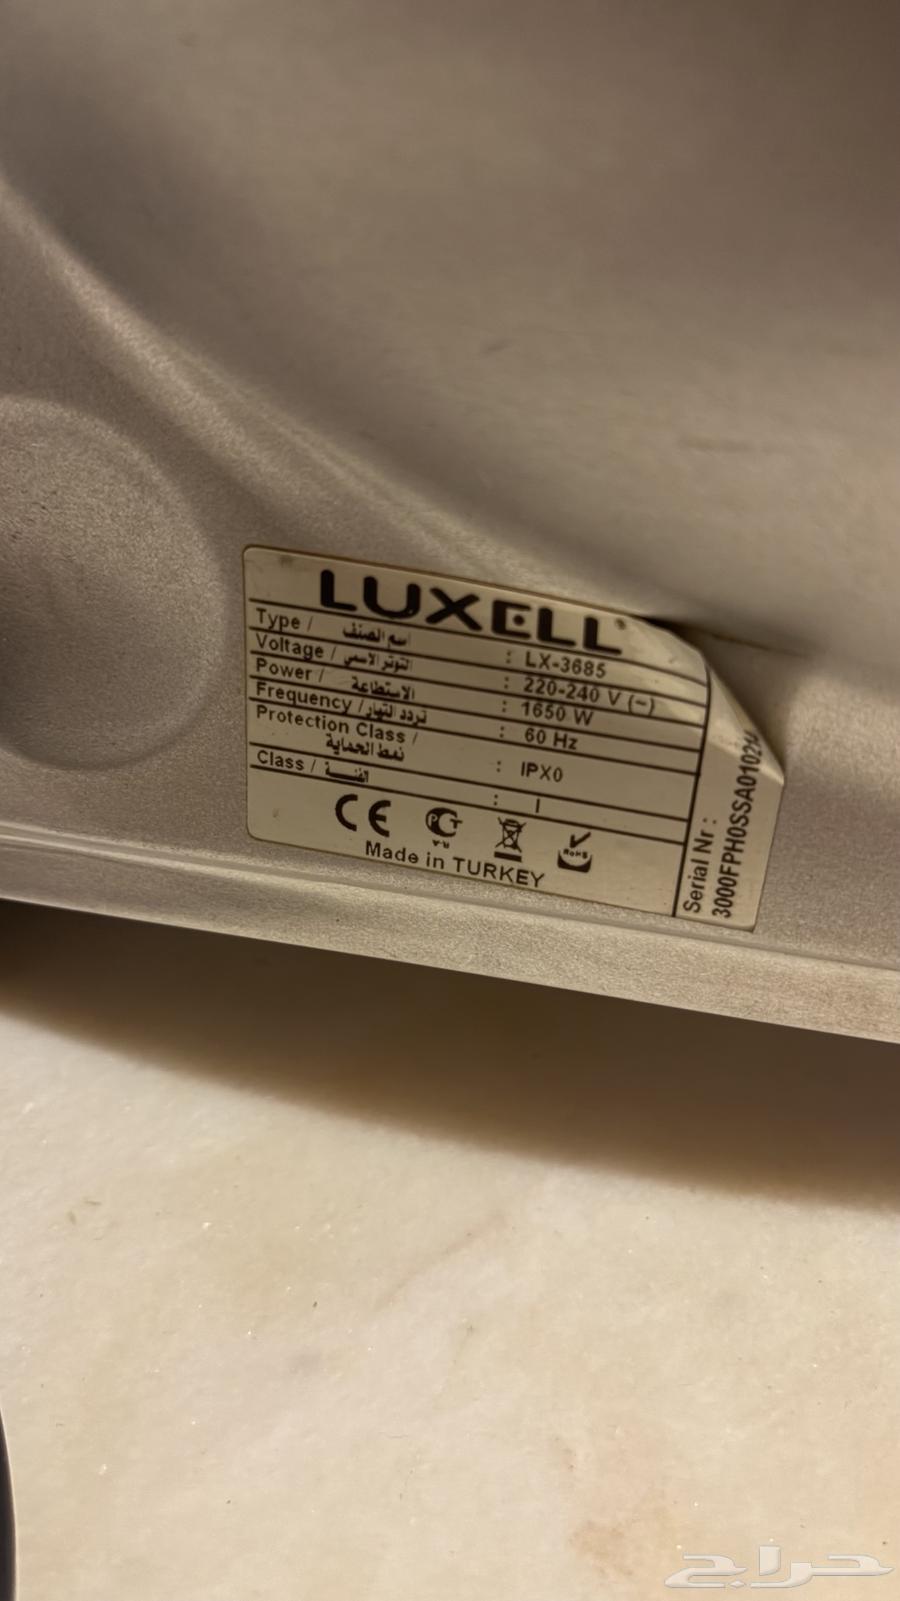 LUXELL®
Type / اسم الصنف : LX-3685
Voltage / التوتر الاسمي : 220-240 V (~)
Power / الاستطاعة : 1650 W
Frequency / تردد التيار : 60 Hz
Protection Class /
نمط الحماية : IPX0
Class / الفئة : I
CE
RoHS
Made in TURKEY
Serial Nr :
3000FPH0SSA0102
حراج